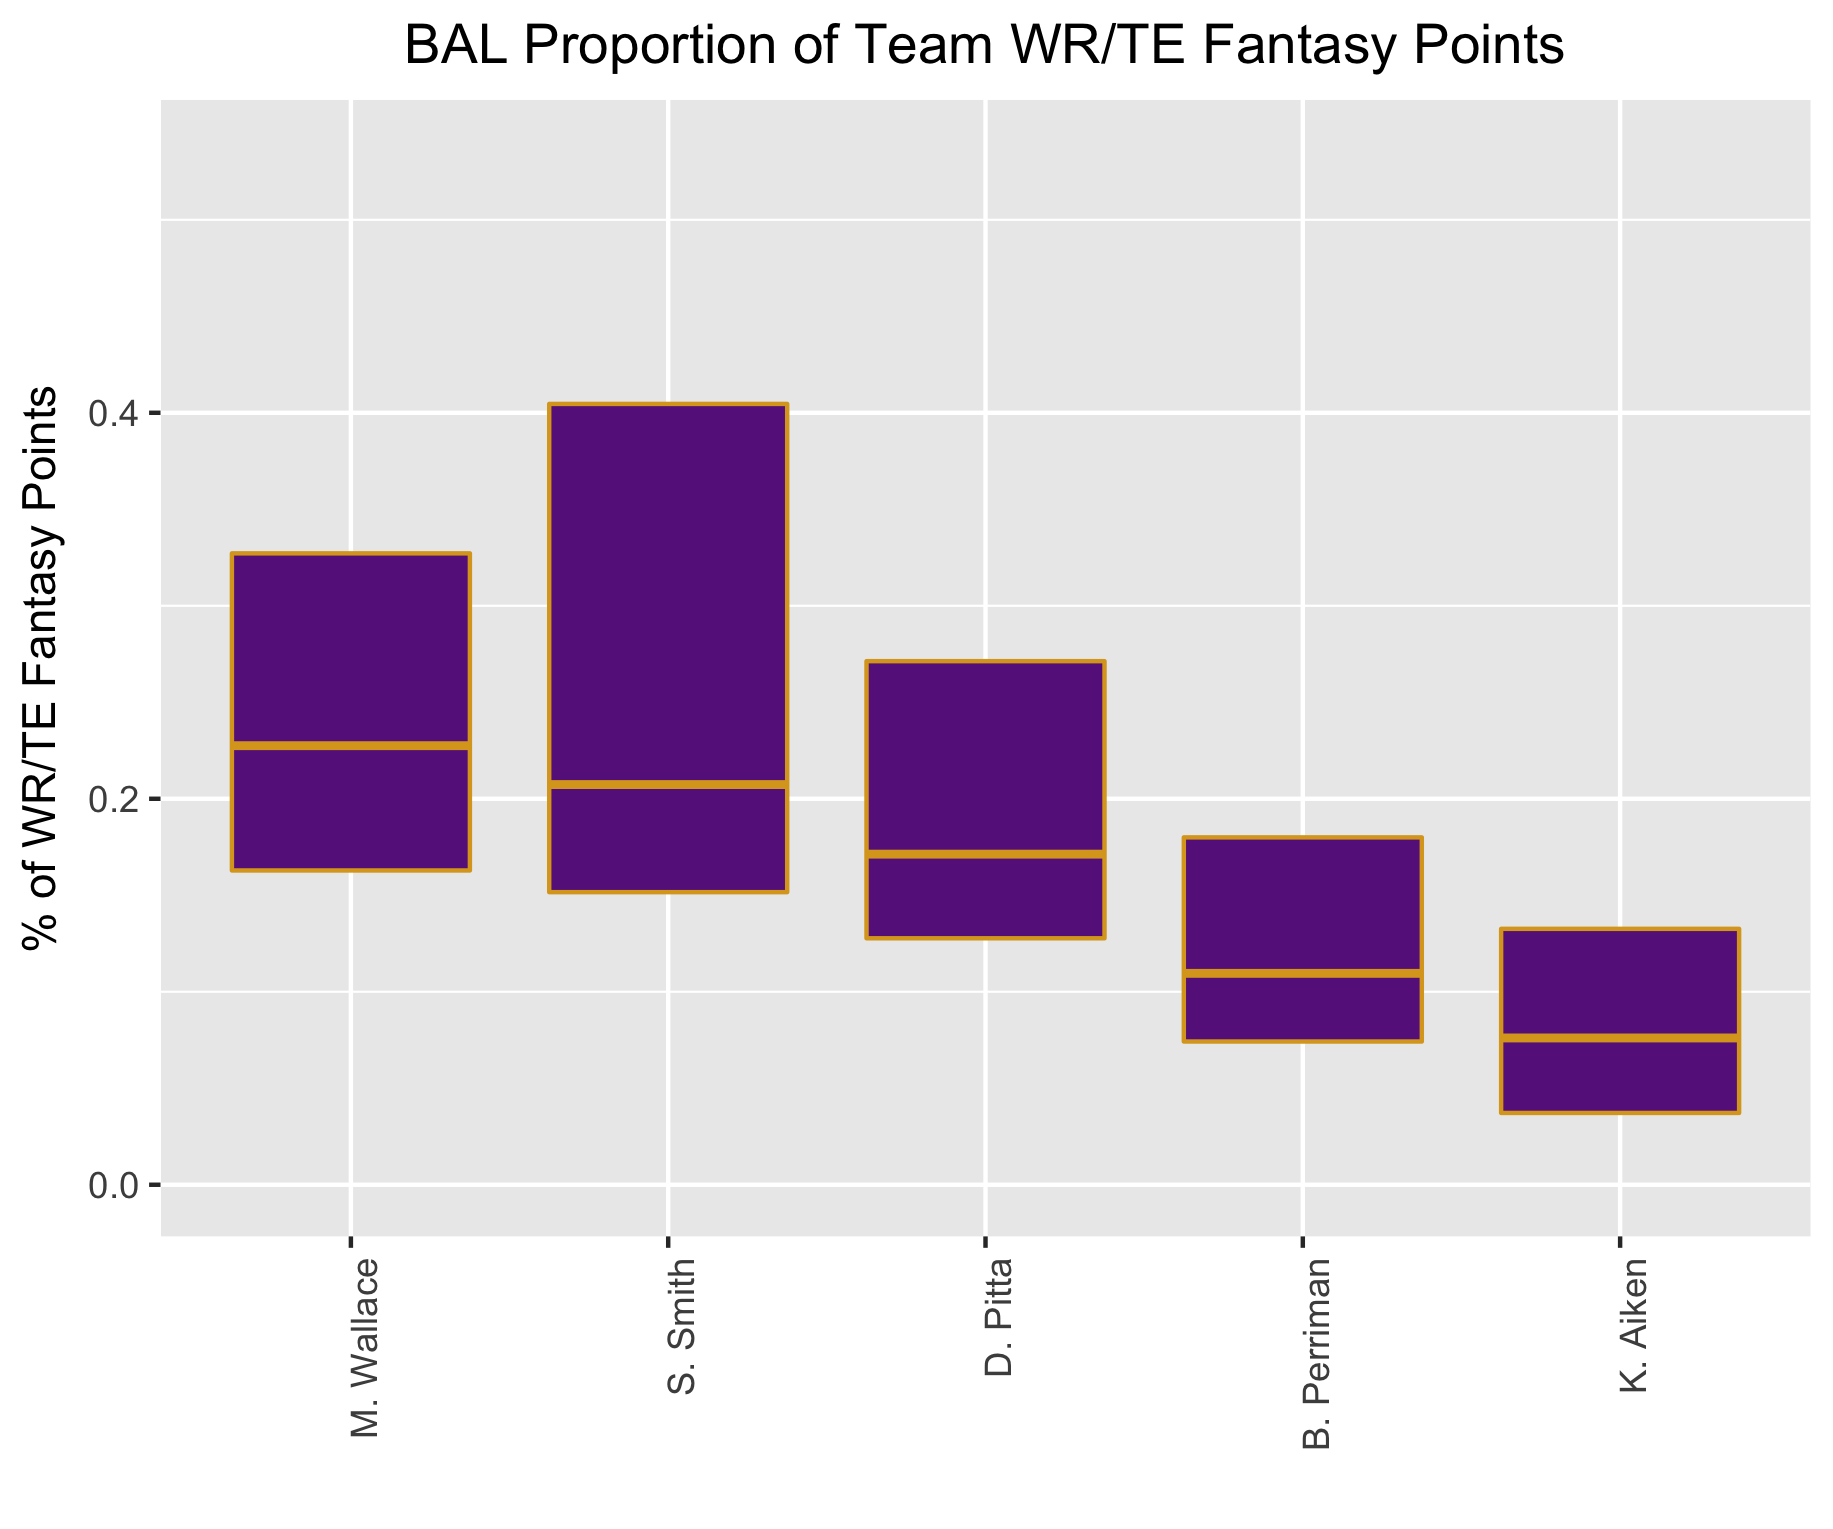 BAL Proportion of Team WR/TE Fantasy Points
% of WR/TE Fantasy Points
0.4
0.2
0.0
M. Wallace
S. Smith
D. Pitta
B. Perriman
K. Aiken